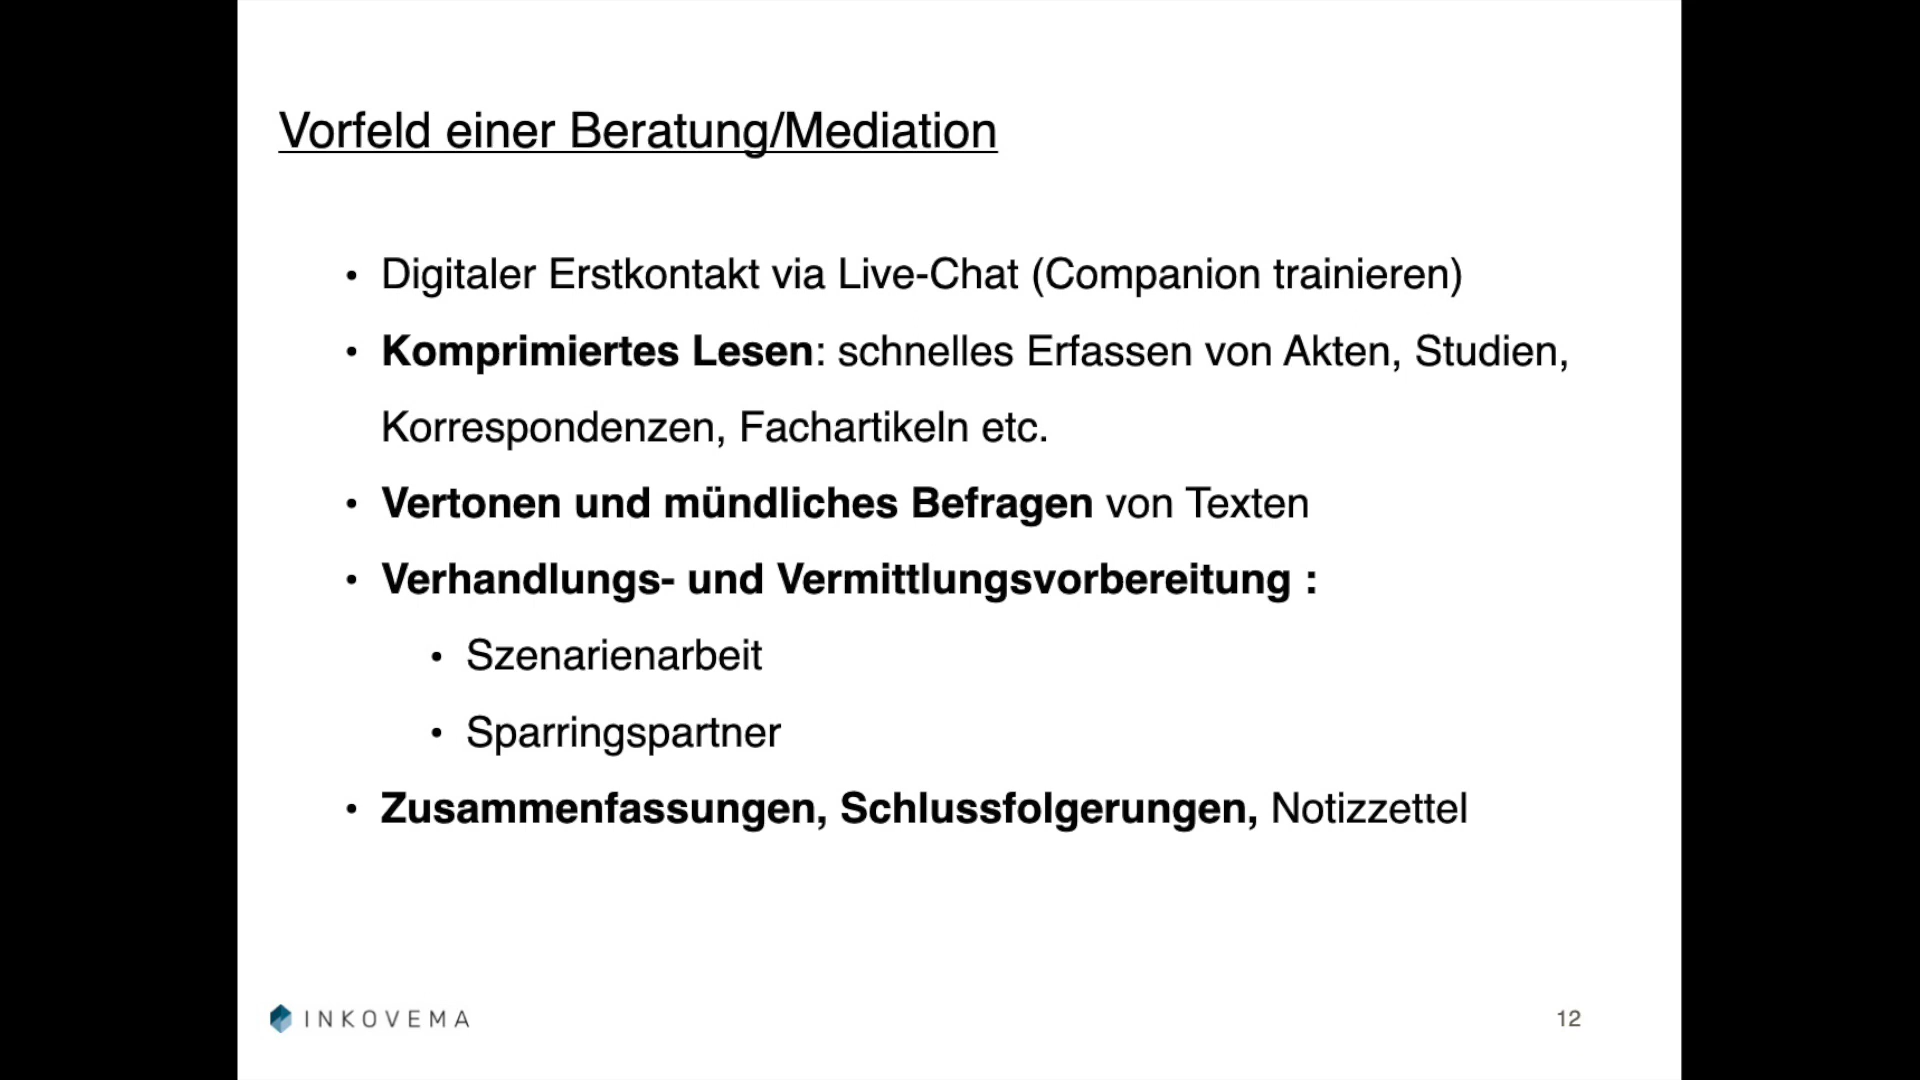 Vorfeld einer Beratung/Mediation
• Digitaler Erstkontakt via Live-Chat (Companion trainieren)
• Komprimiertes Lesen: schnelles Erfassen von Akten, Studien,
Korrespondenzen, Fachartikeln etc.
• Vertonen und mündliches Befragen von Texten
• Verhandlungs- und Vermittlungsvorbereitung :
• Szenarienarbeit
• Sparringspartner
• Zusammenfassungen, Schlussfolgerungen, Notizzettel
INKOVEMA
12